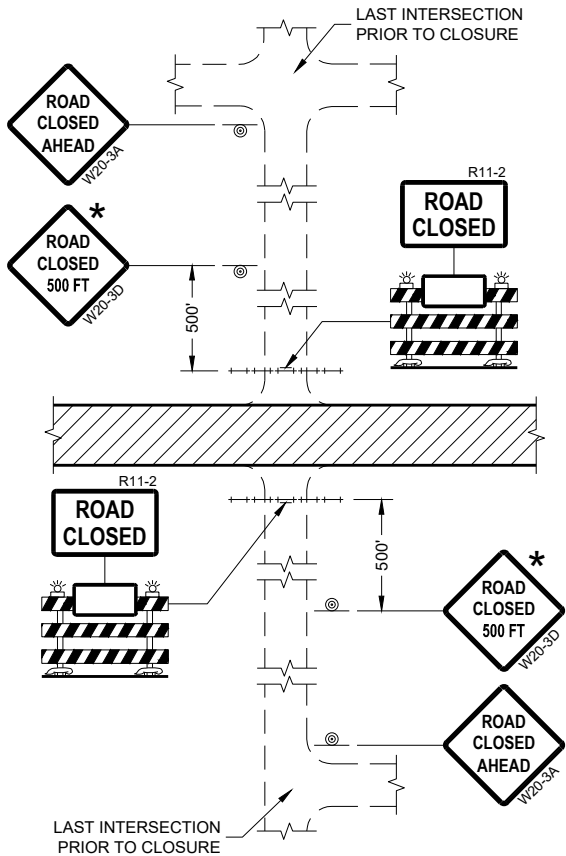 LAST INTERSECTION
PRIOR TO CLOSURE
ROAD
CLOSED
AHEAD
W20-3A
R11-2
ROAD
CLOSED
*
ROAD
CLOSED
500 FT
W20-3D
500'
R11-2
ROAD
CLOSED
500'
*
ROAD
CLOSED
500 FT
W20-3D
ROAD
CLOSED
AHEAD
W20-3A
LAST INTERSECTION
PRIOR TO CLOSURE